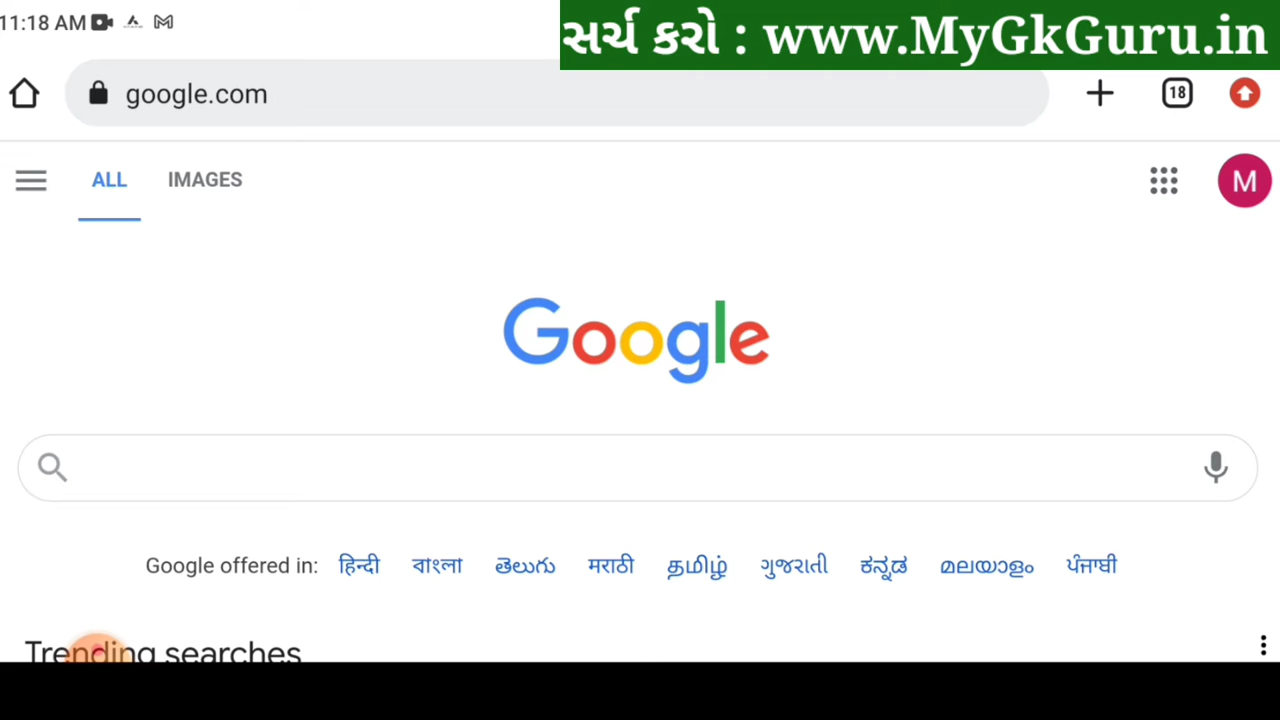 11:18 AM
સર્ચ કરો : www.MyGkGuru.in
google.com
18
ALL IMAGES
M
Google
Google offered in: हिन्दी বাংলা తెలుగు मराठी தமிழ் ગુજરાતી ಕನ್ನಡ മലയാളം ਪੰਜਾਬੀ
Trending searches